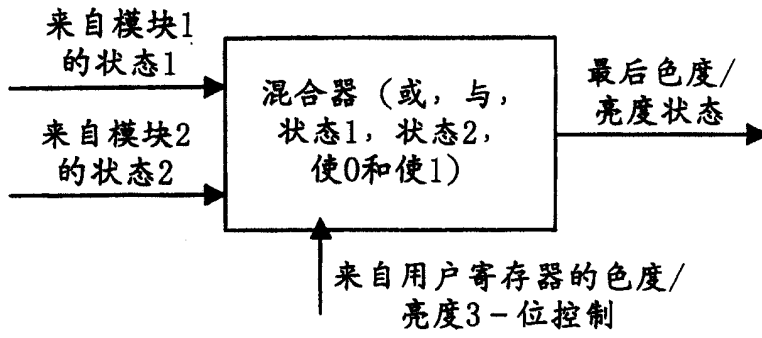 来自模块1
的状态1
来自模块2
的状态2
混合器（或，与，
状态1，状态2，
使0和使1）
最后色度/
亮度状态
来自用户寄存器的色度/
亮度3－位控制